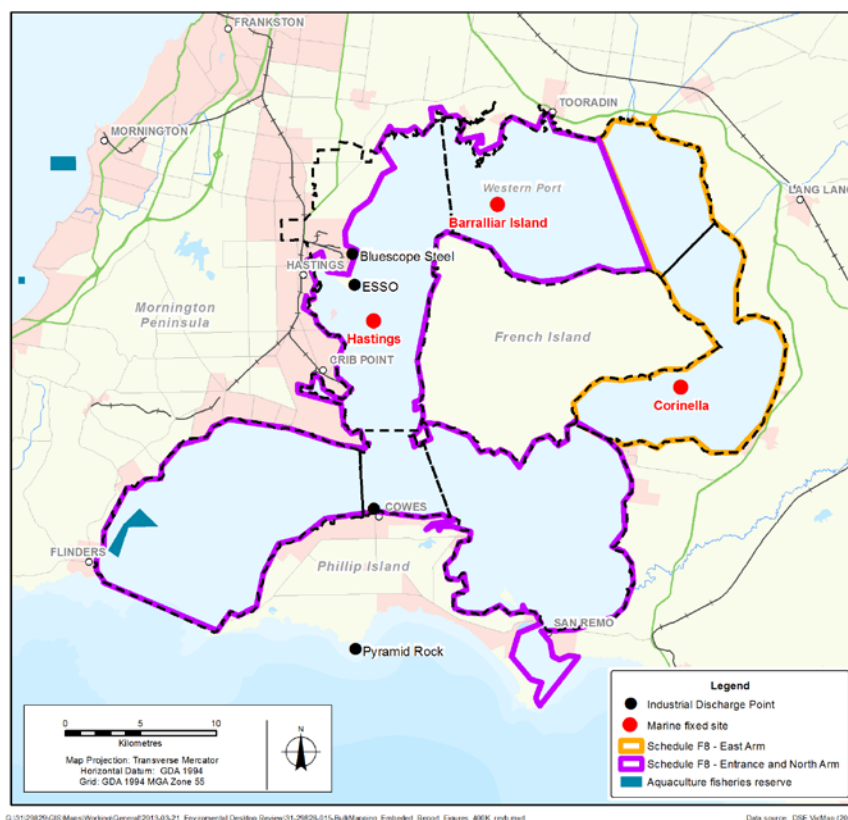 FRANKSTON
TOORADIN
MORNINGTON
LANG LANG
Western Port
Barralliar Island
Bluescope Steel
HASTINGS
ESSO
Mornington
Peninsula
Hastings
French Island
CRIB POINT
Corinella
COWES
FLINDERS
Phillip Island
SAN REMO
Pyramid Rock
Legend
Industrial Discharge Point
Marine fixed site
Schedule F8 - East Arm
Schedule F8 - Entrance and North Arm
Aquaculture fisheries reserve
0 5 10
Kilometres
Map Projection: Transverse Mercator
Horizontal Datum: GDA 1994
Grid: GDA 1994 MGA Zone 55
N